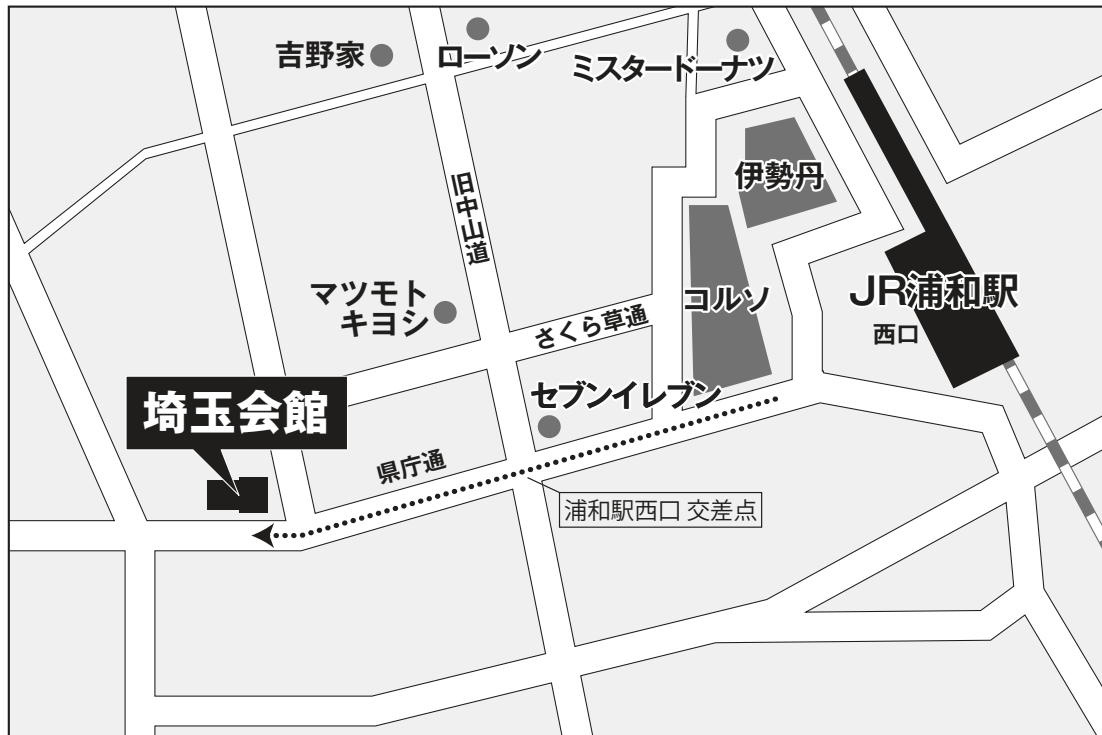 吉野家
ローソン
ミスタードーナツ
伊勢丹
旧中山道
コルソ
JR浦和駅
西口
マツモト
キヨシ
さくら草通
セブンイレブン
埼玉会館
県庁通
浦和駅西口 交差点